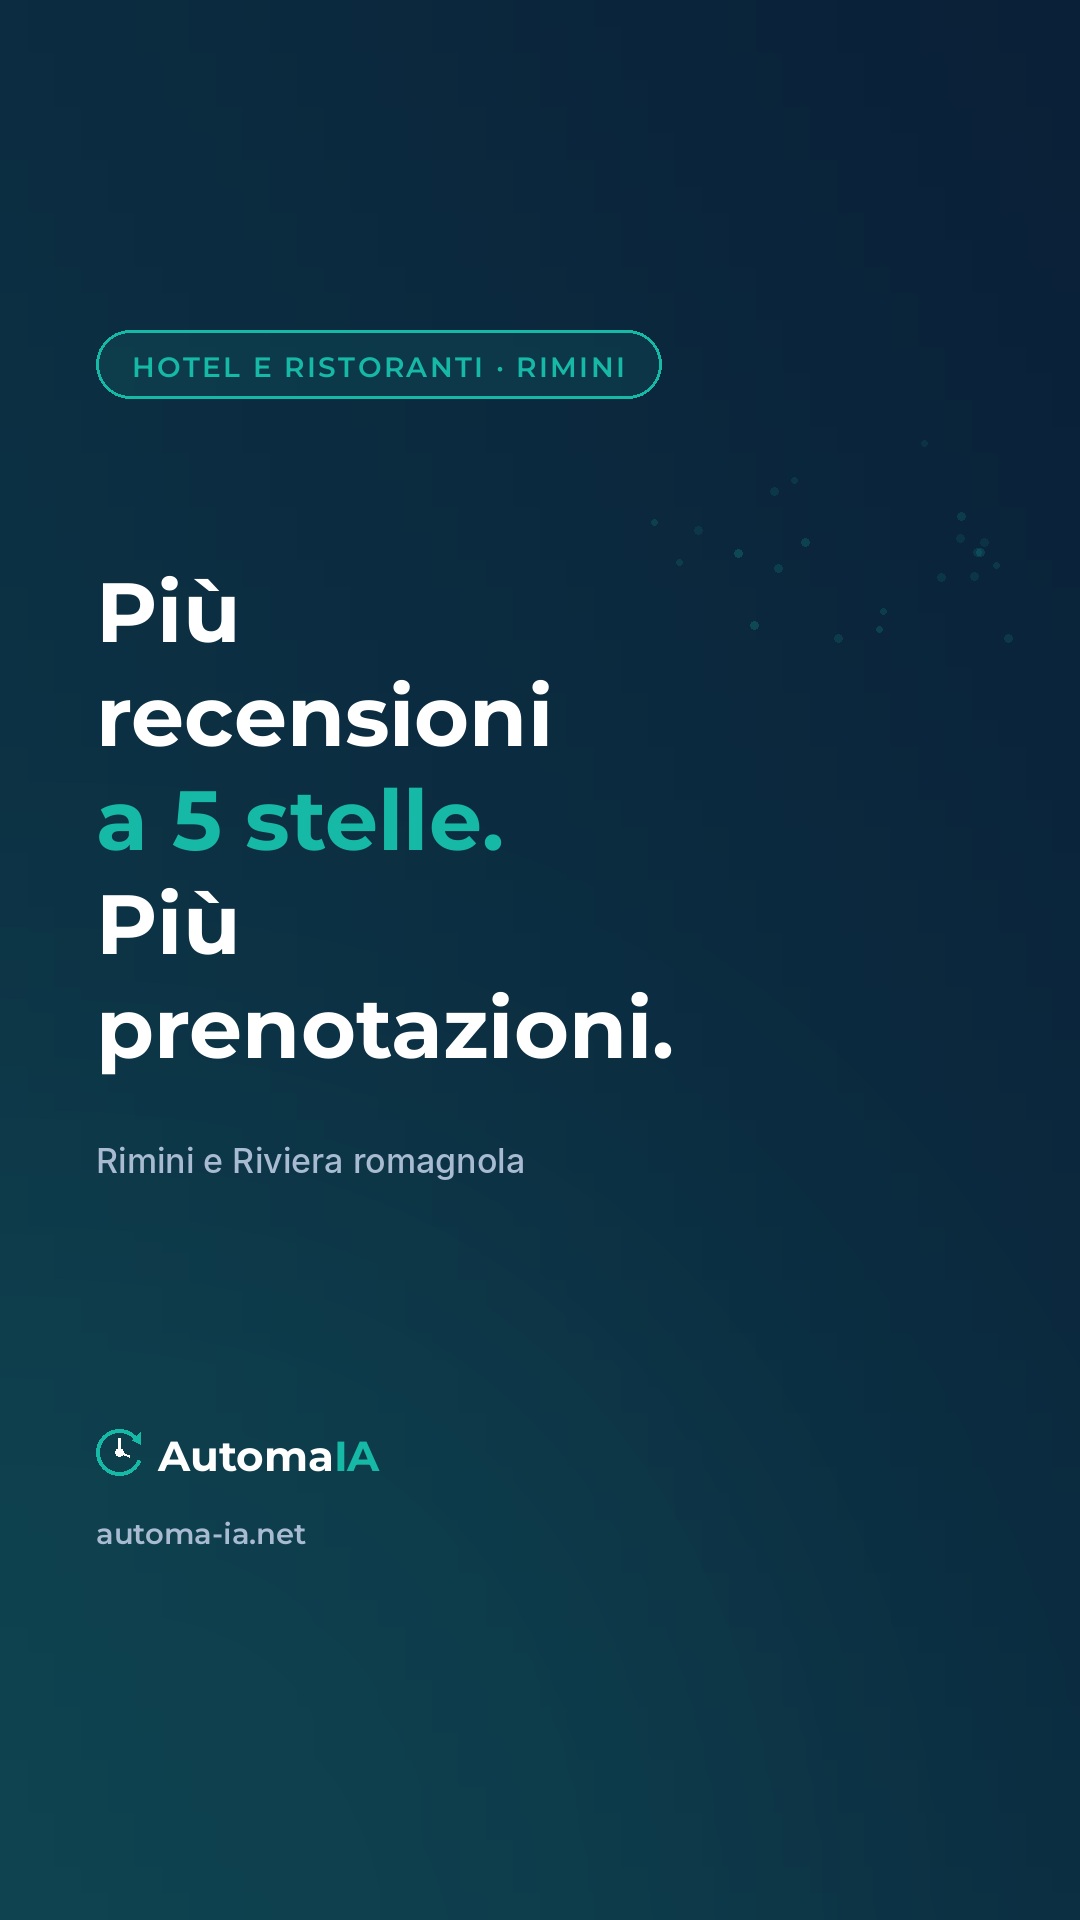 HOTEL E RISTORANTI · RIMINI
Più
recensioni
a 5 stelle.
Più
prenotazioni.
Rimini e Riviera romagnola
AutomaIA
automa-ia.net